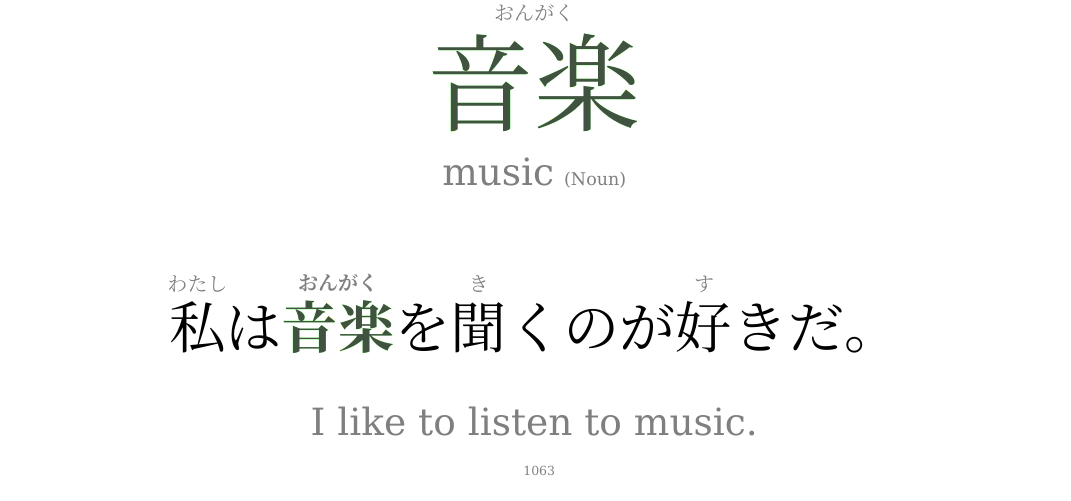 おんがく
音楽
music (Noun)
わたし おんがく き す
私は音楽を聞くのが好きだ。
I like to listen to music.
1063